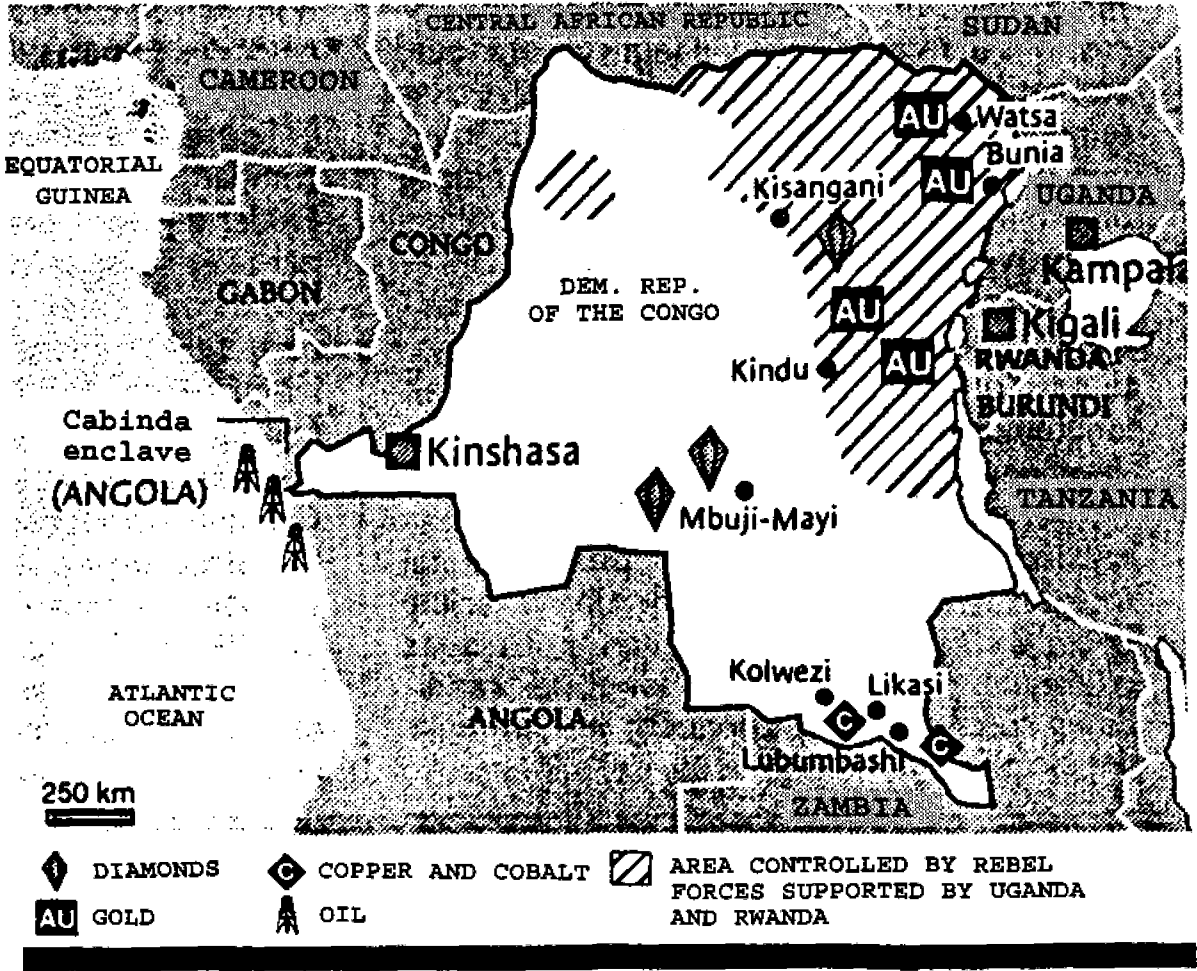 CENTRAL AFRICAN REPUBLIC
SUDAN
CAMEROON
AU
Watsa
Bunia
EQUATORIAL
GUINEA
AU
Kisangani
UGANDA
CONGO
Kampala
GABON
DEM. REP.
OF THE CONGO
AU
Kigali
RWANDA
Kindu
AU
BURUNDI
Cabinda
enclave
(ANGOLA)
Kinshasa
TANZANIA
Mbuji-Mayi
Kolwezi
Likasi
ATLANTIC
OCEAN
ANGOLA
C
C
Lubumbashi
250 km
ZAMBIA
DIAMONDS
C COPPER AND COBALT
AREA CONTROLLED BY REBEL
FORCES SUPPORTED BY UGANDA
AND RWANDA
AU GOLD
OIL